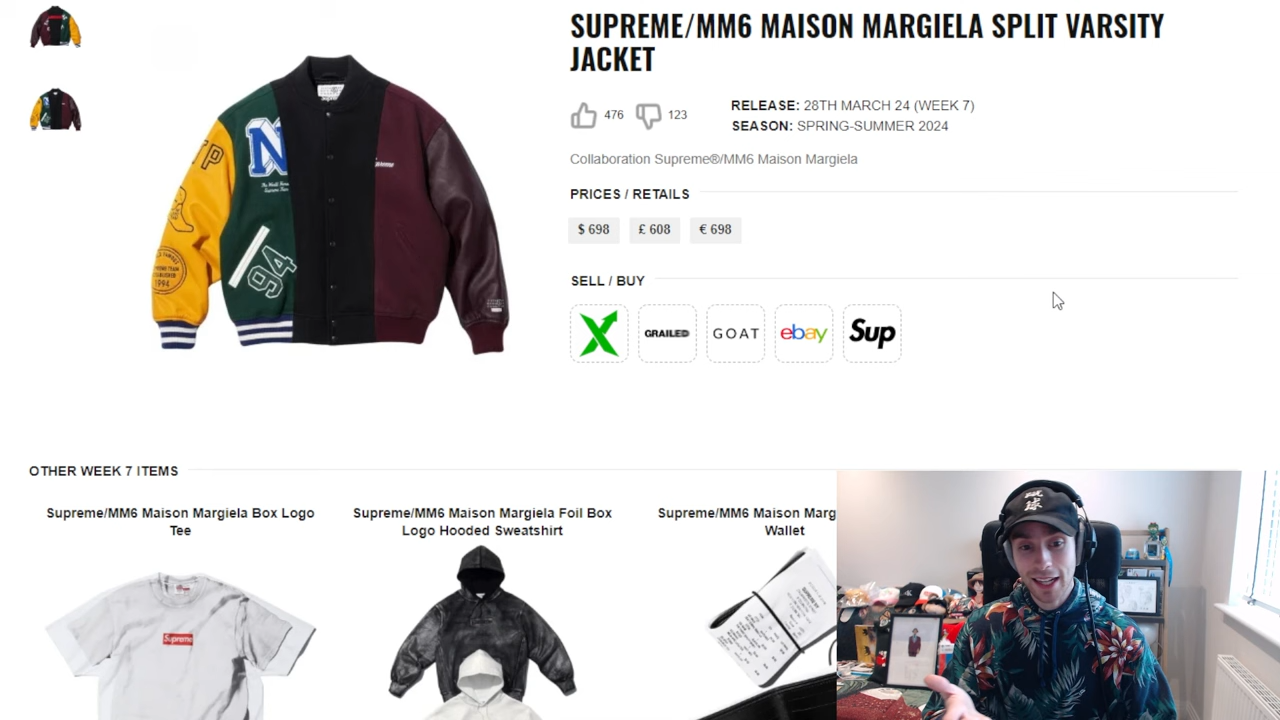 SUPREME/MM6 MAISON MARGIELA SPLIT VARSITY
JACKET
476
123
RELEASE: 28TH MARCH 24 (WEEK 7)
SEASON: SPRING-SUMMER 2024
Collaboration Supreme®/MM6 Maison Margiela
PRICES / RETAILS
$ 698
£ 608
€ 698
SELL / BUY
GRAILED
GOAT
ebay
Sup
N
94
1994
OTHER WEEK 7 ITEMS
Supreme/MM6 Maison Margiela Box Logo
Tee
Supreme/MM6 Maison Margiela Foil Box
Logo Hooded Sweatshirt
Supreme/MM6 Maison Marg
Wallet
Supreme